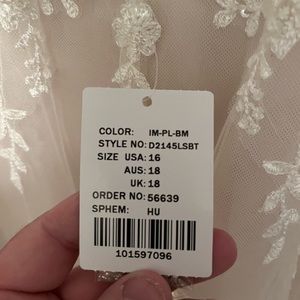 COLOR: IM-PL-BM
STYLE NO: D2145LSBT
SIZE USA: 16
AUS: 18
UK: 18
ORDER NO: 56639
SPHEM: HU
101597096